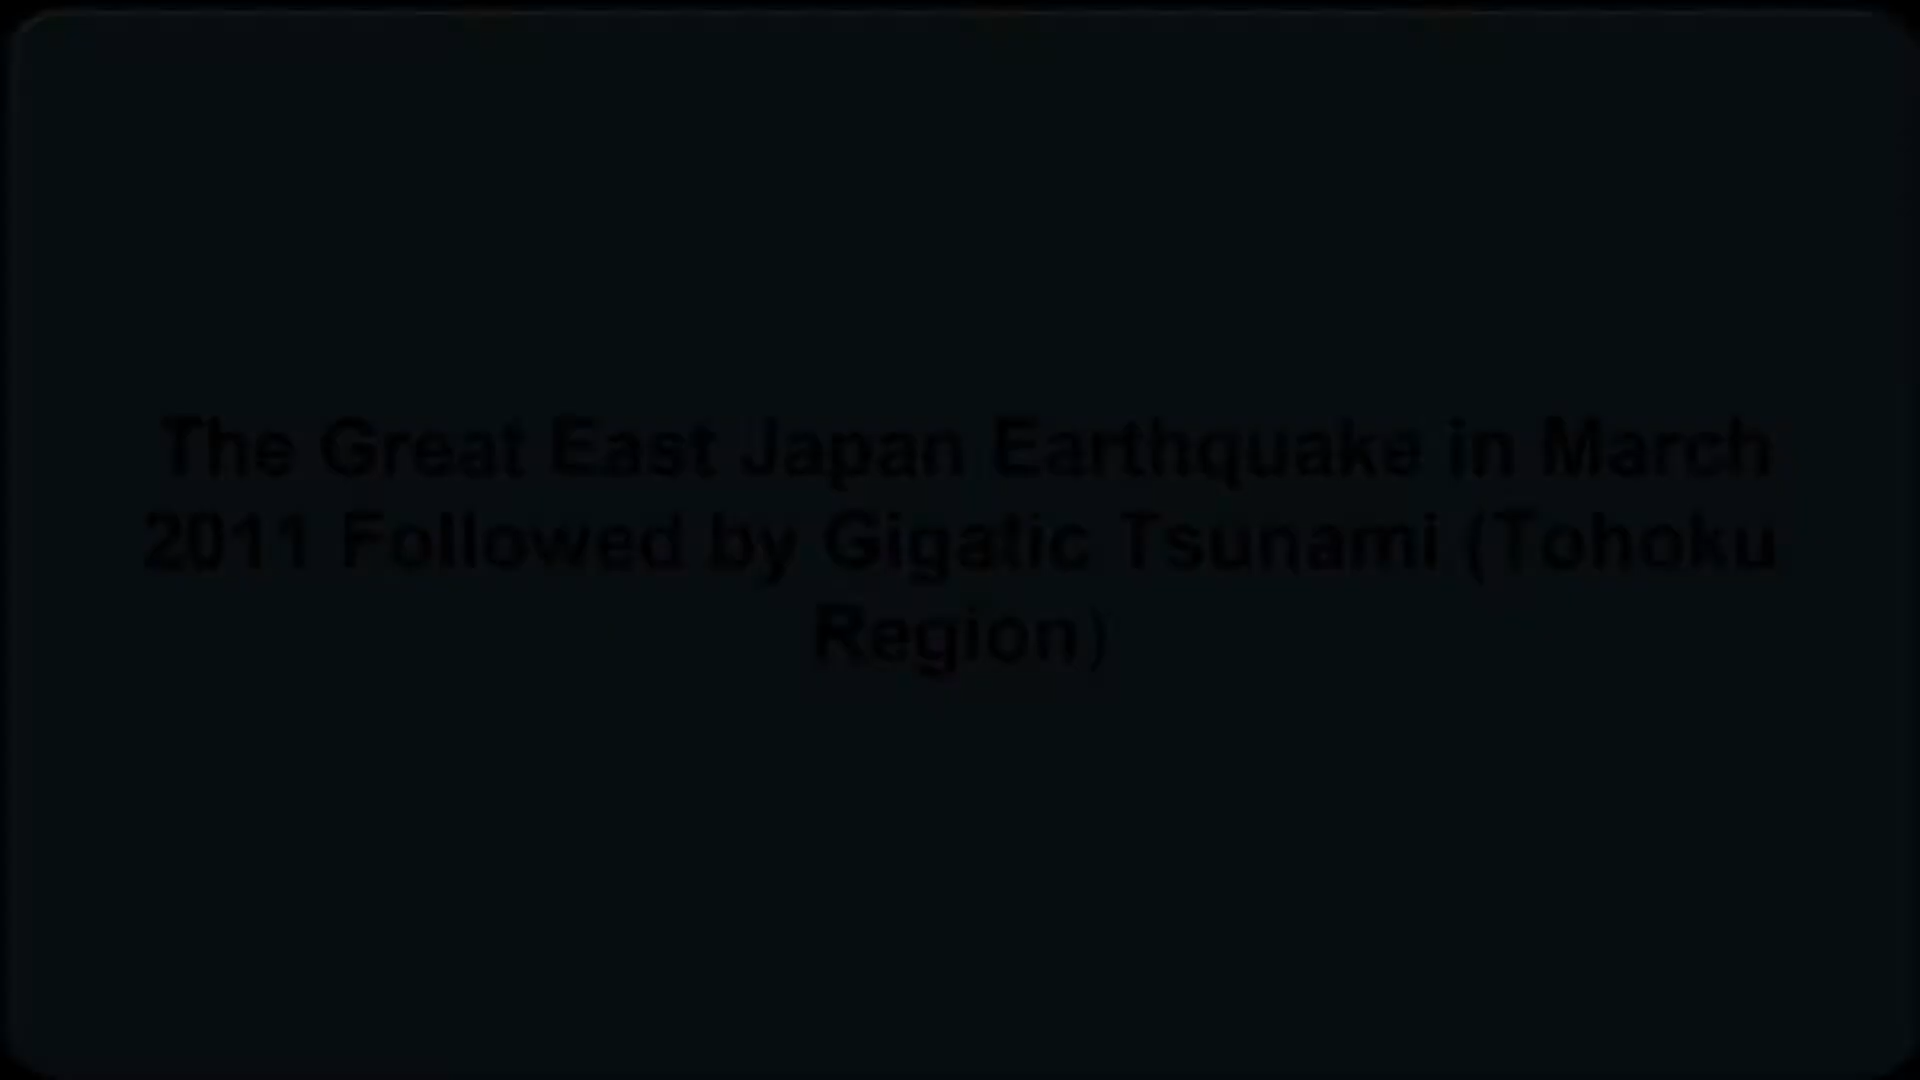 The Great East Japan Earthquake in March
2011 Followed by Gigatic Tsunami (Tohoku
Region)